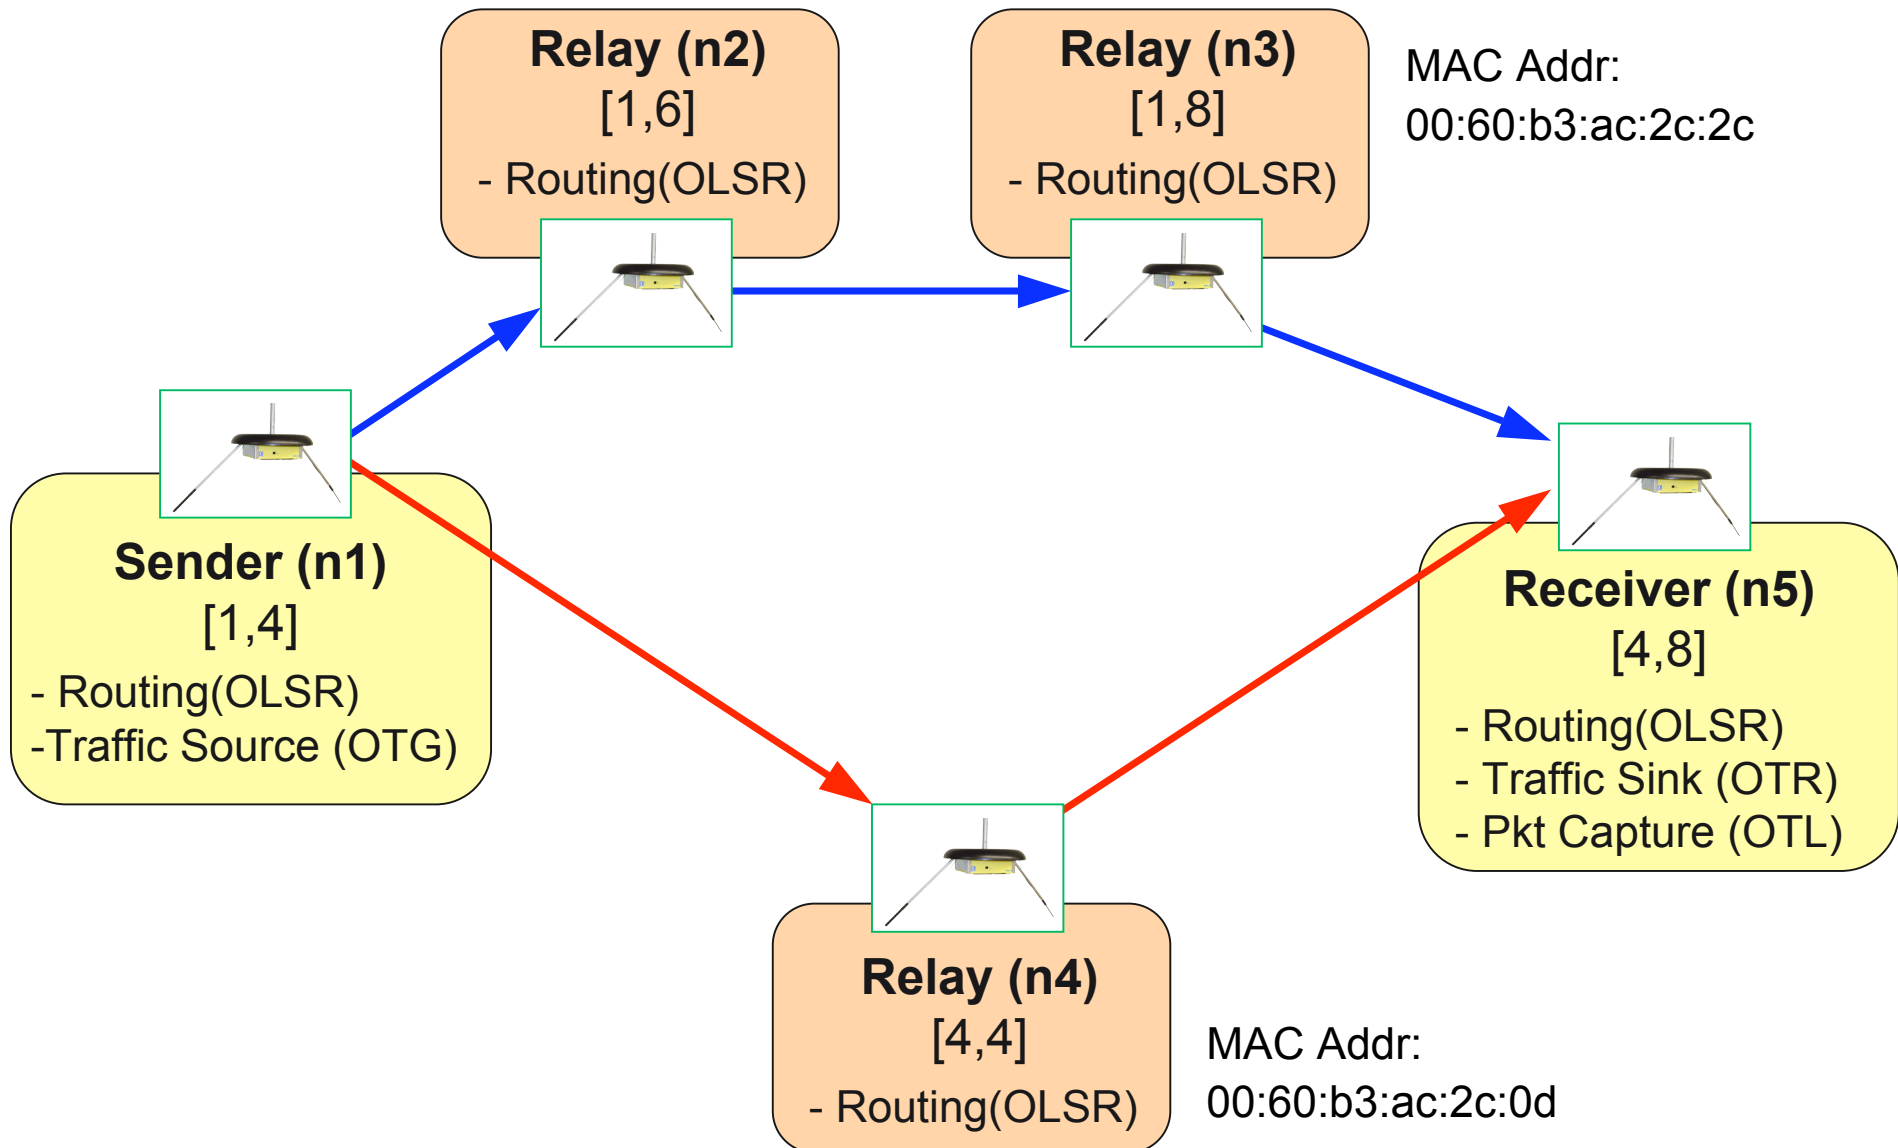 Relay (n2)
[1,6]
- Routing(OLSR)
Relay (n3)
[1,8]
- Routing(OLSR)
MAC Addr:
00:60:b3:ac:2c:2c
Sender (n1)
[1,4]
- Routing(OLSR)
-Traffic Source (OTG)
Receiver (n5)
[4,8]
- Routing(OLSR)
- Traffic Sink (OTR)
- Pkt Capture (OTL)
Relay (n4)
[4,4]
- Routing(OLSR)
MAC Addr:
00:60:b3:ac:2c:0d